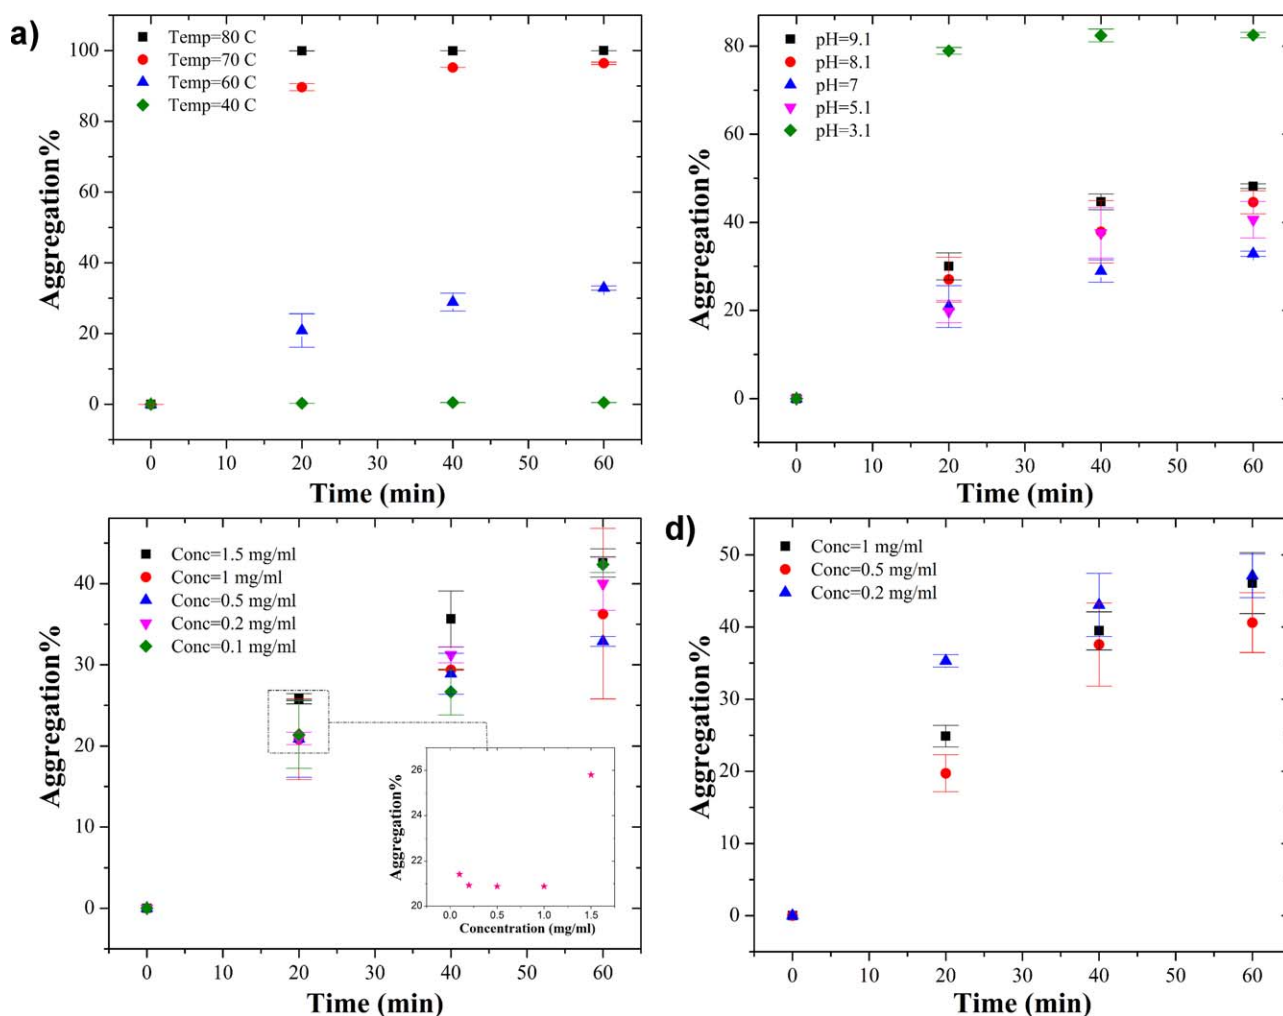 a)
Temp=80 C
Temp=70 C
Temp=60 C
Temp=40 C
100
80
60
40
20
0
Aggregation%
0 10 20 30 40 50 60
Time (min)
pH=9.1
pH=8.1
pH=7
pH=5.1
pH=3.1
80
60
40
20
0
Aggregation%
0 10 20 30 40 50 60
Time (min)
Conc=1.5 mg/ml
Conc=1 mg/ml
Conc=0.5 mg/ml
Conc=0.2 mg/ml
Conc=0.1 mg/ml
40
30
20
10
0
Aggregation%
26
24
22
20
Aggregation%
0.0 0.5 1.0 1.5
Concentration (mg/ml)
0 10 20 30 40 50 60
Time (min)
d)
Conc=1 mg/ml
Conc=0.5 mg/ml
Conc=0.2 mg/ml
50
40
30
20
10
0
Aggregation%
0 10 20 30 40 50 60
Time (min)